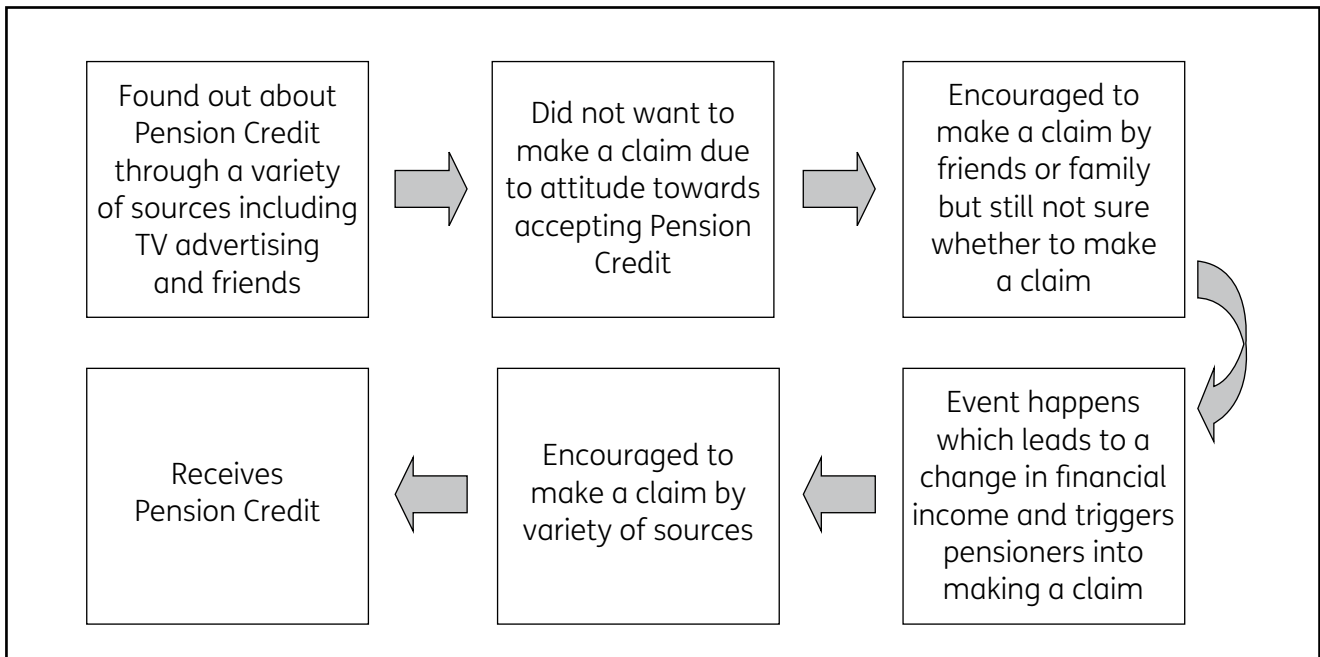 Found out about
Pension Credit
through a variety
of sources including
TV advertising
and friends
Did not want to
make a claim due
to attitude towards
accepting Pension
Credit
Encouraged to
make a claim by
friends or family
but still not sure
whether to make
a claim
Event happens
which leads to a
change in financial
income and triggers
pensioners into
making a claim
Encouraged to
make a claim by
variety of sources
Receives
Pension Credit